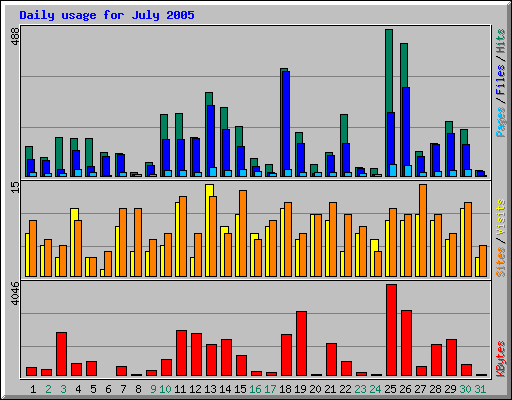 Daily usage for July 2005
488
Pages / Files / Hits
15
Sites / Visits
4046
KBytes
1 2 3 4 5 6 7 8 9 10 11 12 13 14 15 16 17 18 19 20 21 22 23 24 25 26 27 28 29 30 31